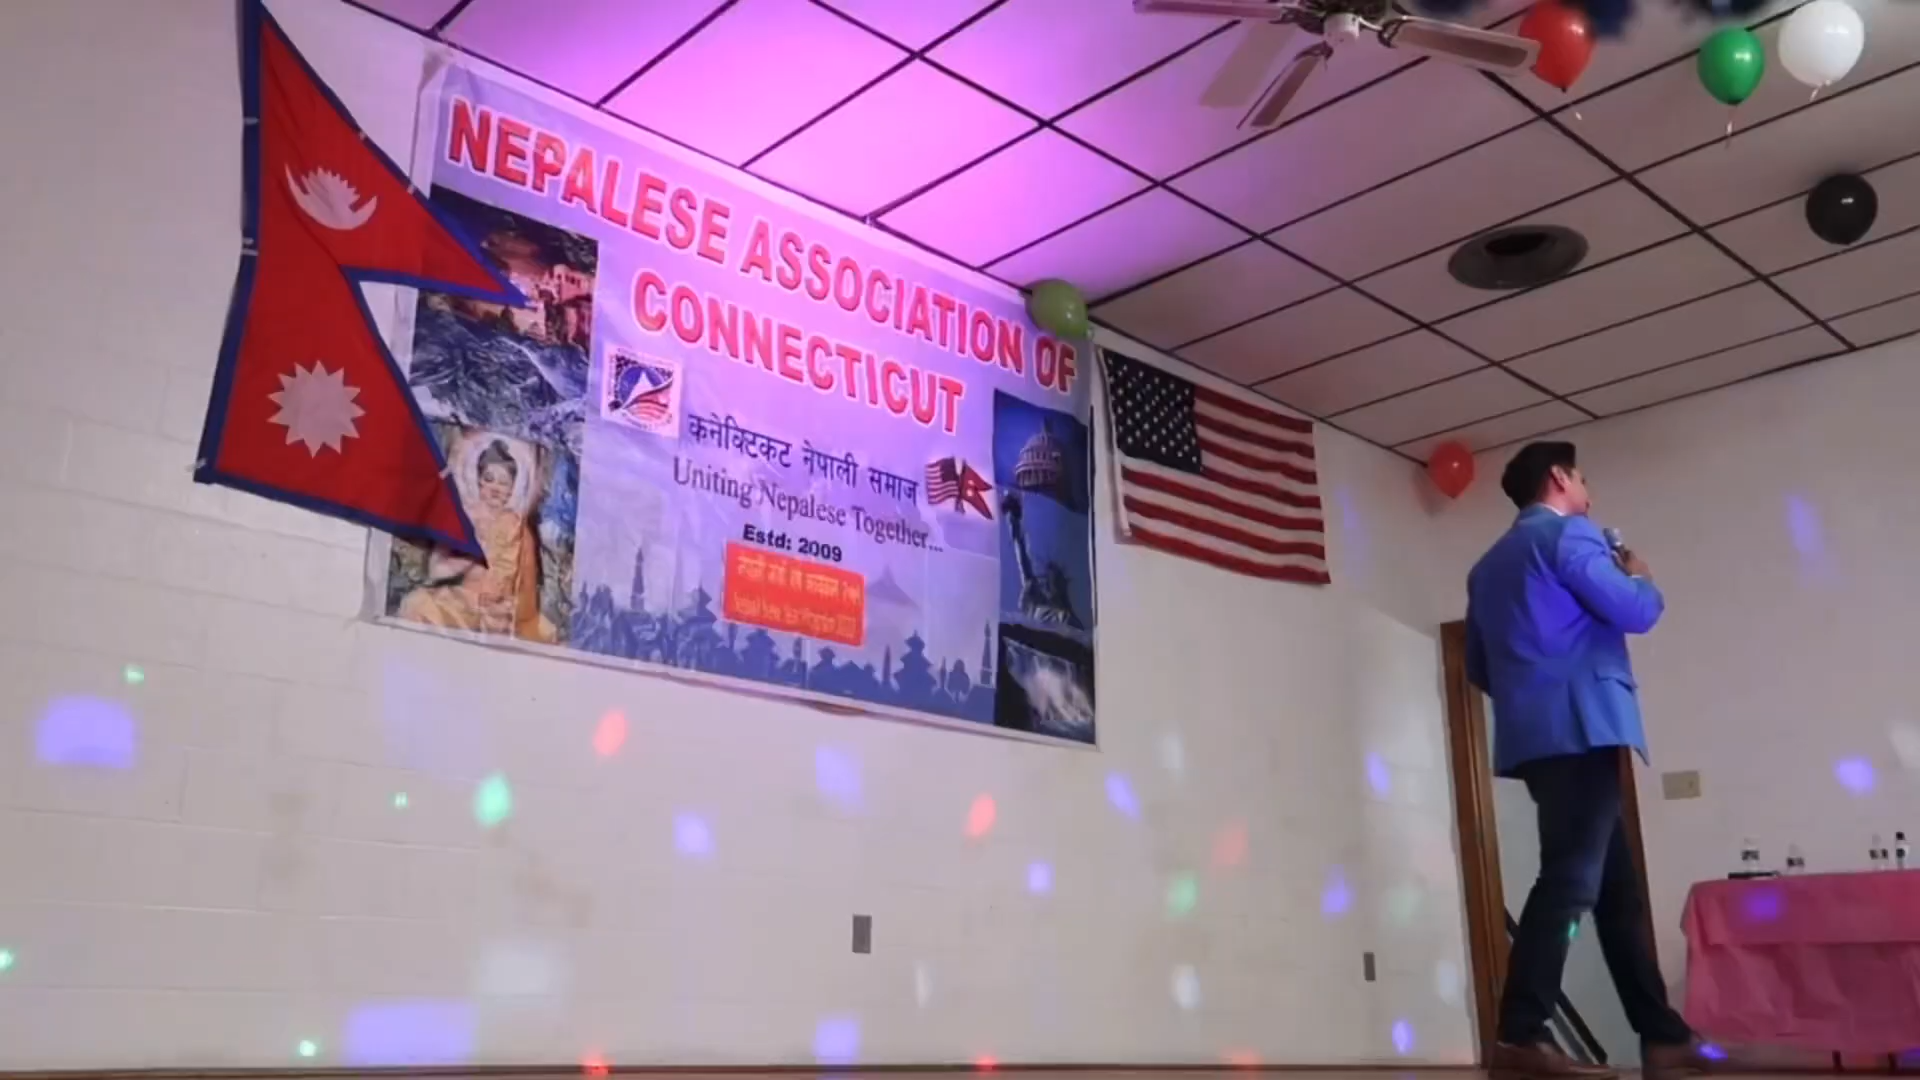 NEPALESE ASSOCIATION OF
CONNECTICUT
कनेक्टिकट नेपाली समाज
Uniting Nepalese Together...
Estd: 2009